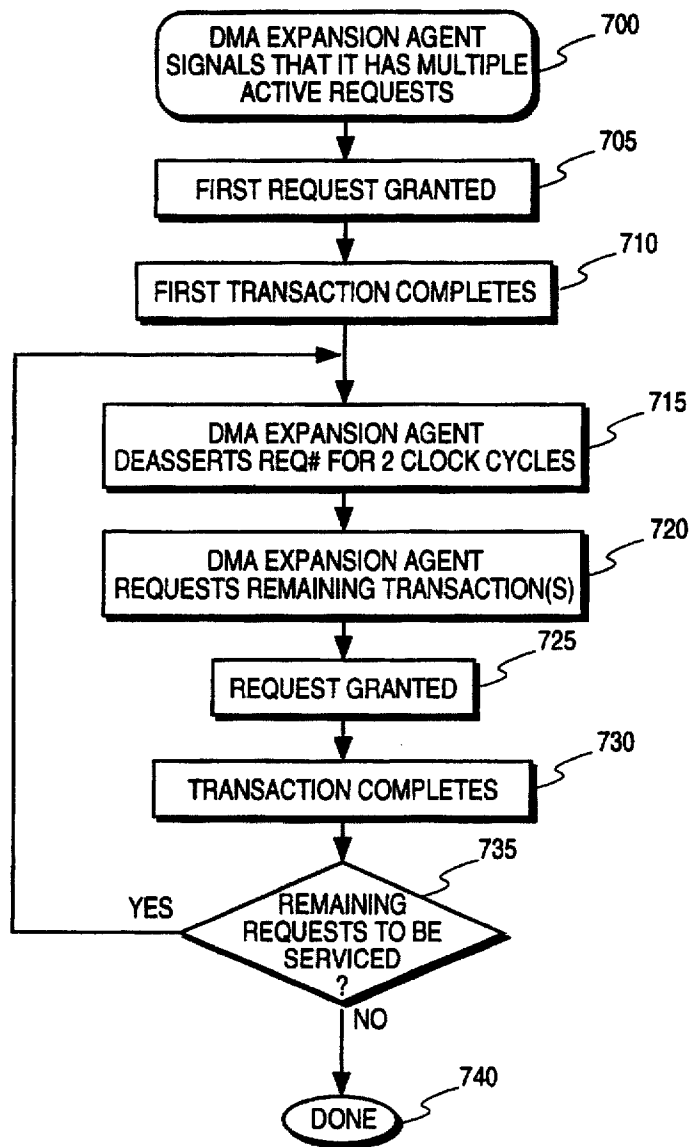 DMA EXPANSION AGENT
SIGNALS THAT IT HAS MULTIPLE
ACTIVE REQUESTS
700
705
FIRST REQUEST GRANTED
710
FIRST TRANSACTION COMPLETES
715
DMA EXPANSION AGENT
DEASSERTS REQ# FOR 2 CLOCK CYCLES
720
DMA EXPANSION AGENT
REQUESTS REMAINING TRANSACTION(S)
725
REQUEST GRANTED
730
TRANSACTION COMPLETES
735
YES
REMAINING
REQUESTS TO BE
SERVICED
?
NO
740
DONE